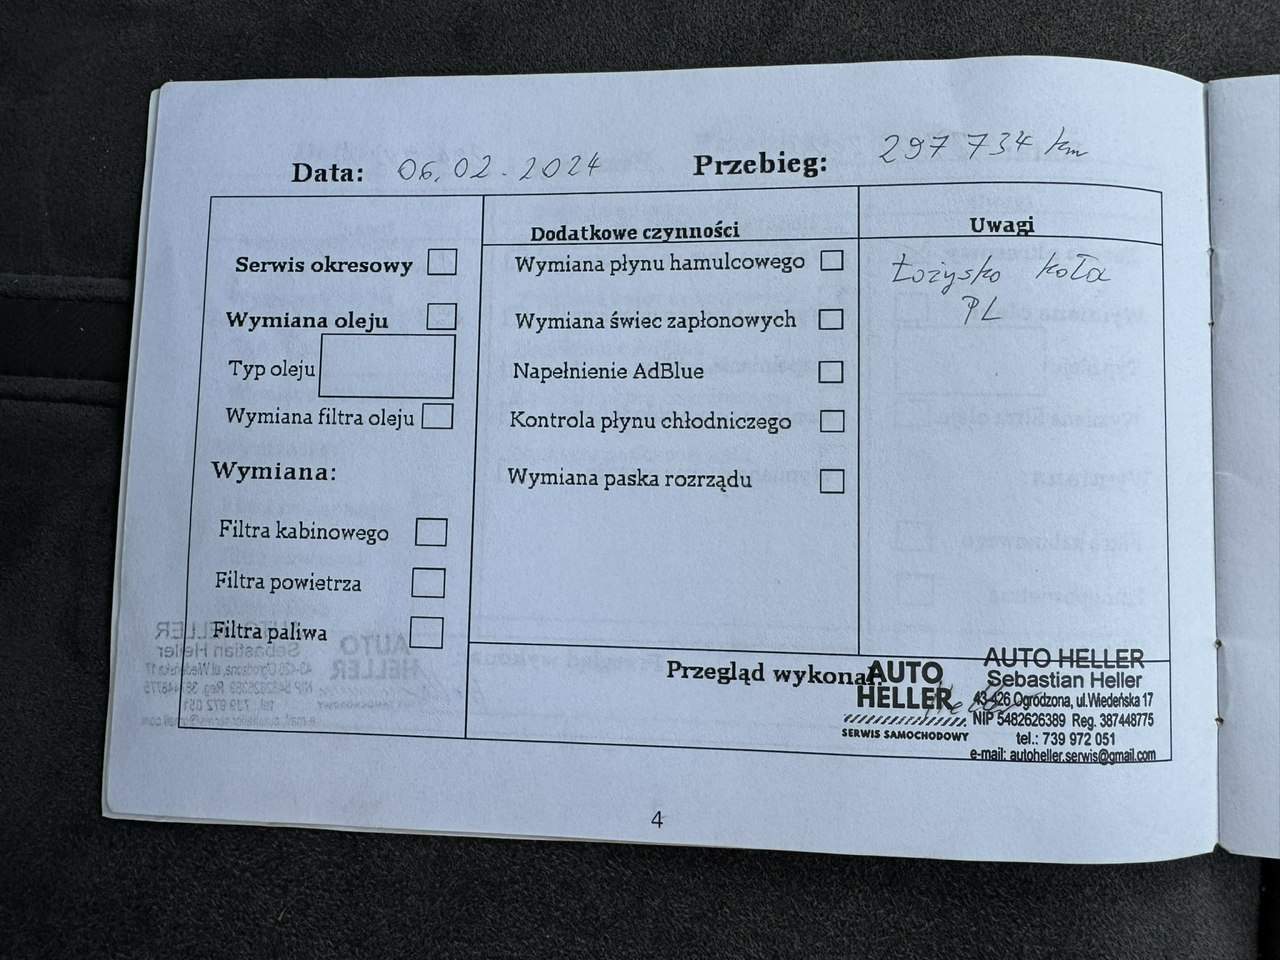 Data: 06.02.2024 Przebieg: 297 734 km
Serwis okresowy
Wymiana oleju
Typ oleju
Wymiana filtra oleju
Wymiana:
Filtra kabinowego
Filtra powietrza
Filtra paliwa
Dodatkowe czynności
Wymiana płynu hamulcowego
Wymiana świec zapłonowych
Napełnienie AdBlue
Kontrola płynu chłodniczego
Wymiana paska rozrządu
Uwagi
Łożysko koła
PL
Przegląd wykonał:
AUTO
HELLER
SERWIS SAMOCHODOWY
AUTO HELLER
Sebastian Heller
43-426 Ogrodzona, ul.Wiedeńska 17
NIP 5482626389 Reg. 387448775
tel.: 739 972 051
e-mail: autoheller.serwis@gmail.com
4